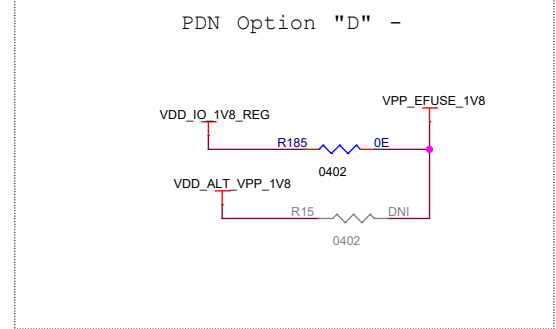 PDN Option "D" -
VPP_EFUSE_1V8
VDD_IO_1V8_REG
R185 0E
0402
VDD_ALT_VPP_1V8
R15 DNI
0402